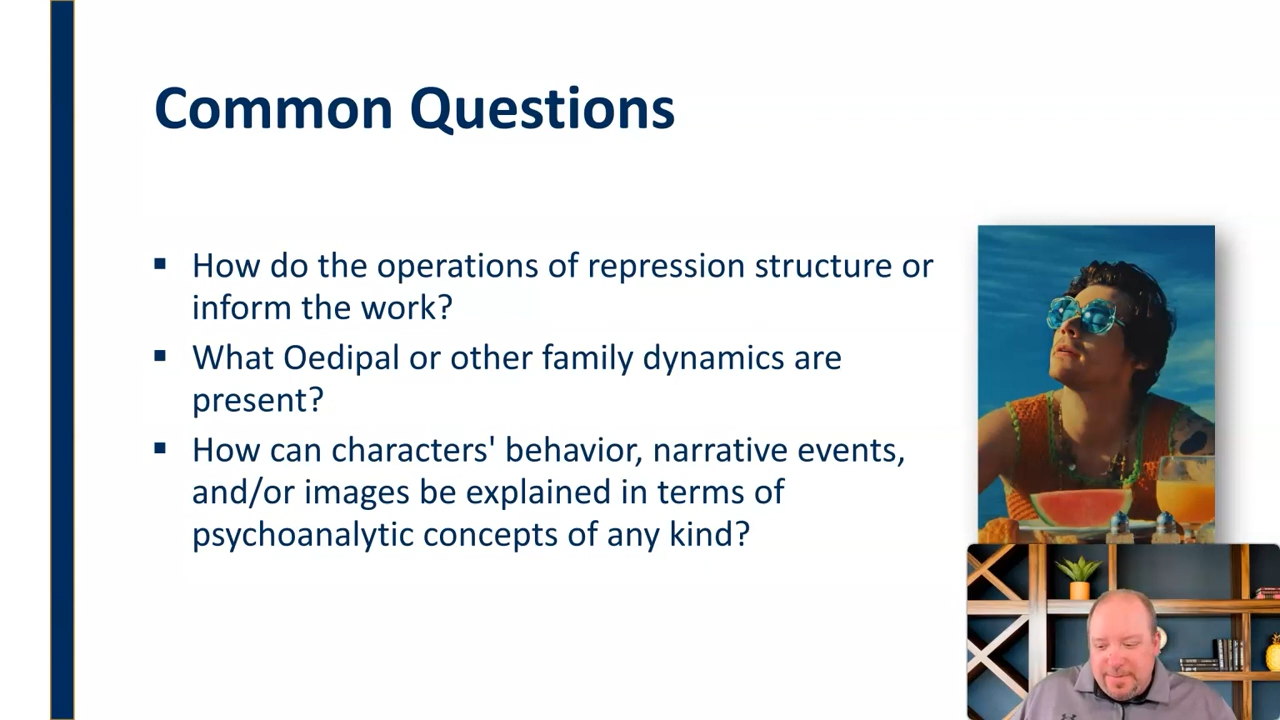 Common Questions
▪ How do the operations of repression structure or
inform the work?
▪ What Oedipal or other family dynamics are
present?
▪ How can characters' behavior, narrative events,
and/or images be explained in terms of
psychoanalytic concepts of any kind?